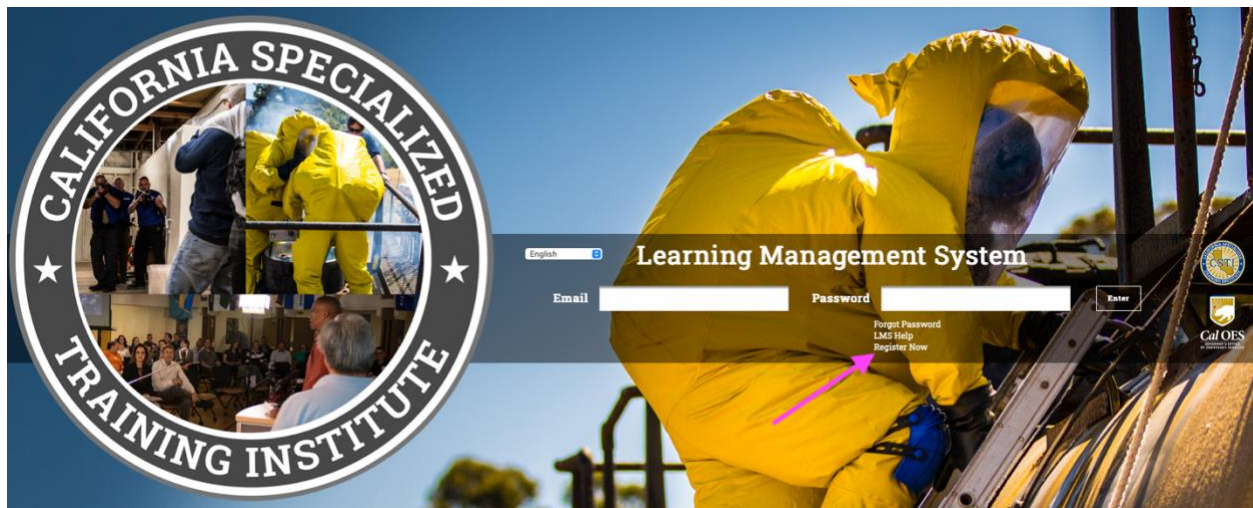 CALIFORNIA SPECIALIZED
TRAINING INSTITUTE
English
Learning Management System
Email
Password
Enter
Forgot Password
LMS Help
Register Now
CSTI
Cal OES